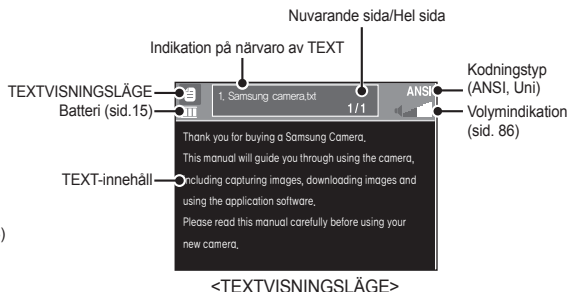 Nuvarande sida/Hel sida
Indikation på närvaro av TEXT
TEXTVISNINGSLÄGE
Batteri (sid.15)
TEXT-innehåll
1. Samsung camera.txt
1/1
ANSI
Kodningstyp
(ANSI, Uni)
Volymindikation
(sid. 86)
Thank you for buying a Samsung Camera.
This manual will guide you through using the camera,
including capturing images, downloading images and
using the application software.
Please read this manual carefully before using your
new camera.
)
<TEXTVISNINGSLÄGE>